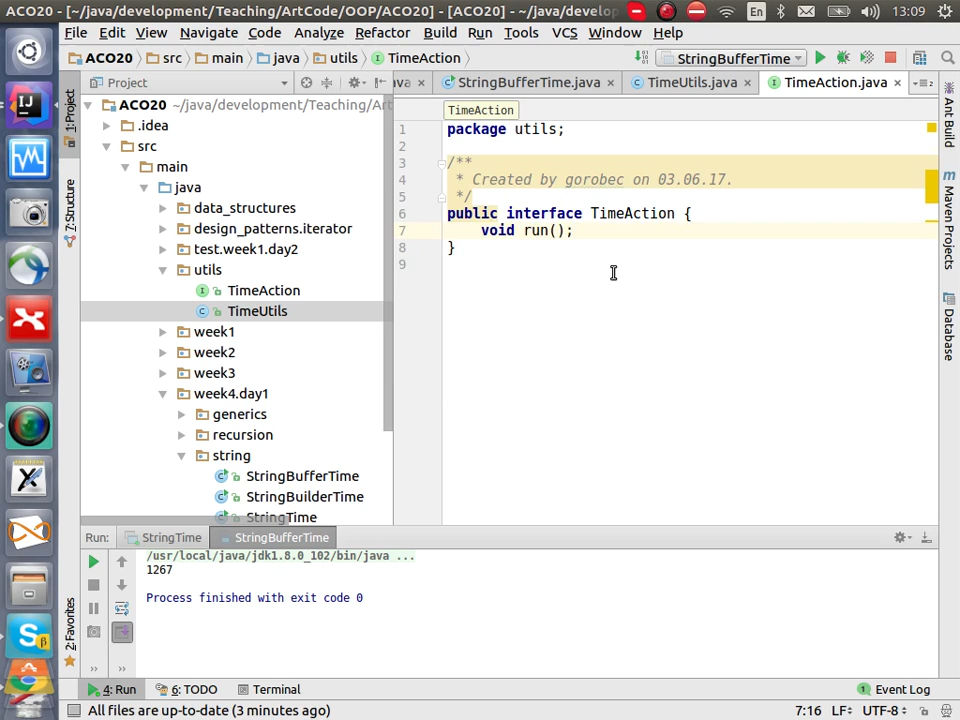 ACO20 - [~/java/development/Teaching/ArtCode/OOP/ACO20] - [ACO20] - ~/java/develop
En
13:09
File Edit View Navigate Code Analyze Refactor Build Run Tools VCS Window Help
ACO20 src main java utils TimeAction
StringBufferTime
Project
StringBufferTime.java
TimeUtils.java
TimeAction.java
1: Project
Structure
2: Favorites
ACO20 ~/java/development/Teaching/Art
.idea
src
main
java
data_structures
design_patterns.iterator
test.week1.day2
utils
TimeAction
TimeUtils
week1
week2
week3
week4.day1
generics
recursion
string
StringBufferTime
StringBuilderTime
StringTime
TimeAction
1 package utils;
2
3 /**
4 * Created by gorobec on 03.06.17.
5 */
6 public interface TimeAction {
7 void run();
8 }
9
Ant Build
Maven Projects
Database
Run: StringTime StringBufferTime
/usr/local/java/jdk1.8.0_102/bin/java ...
1267
Process finished with exit code 0
4: Run 6: TODO Terminal Event Log
All files are up-to-date (3 minutes ago)
7:16 LF UTF-8